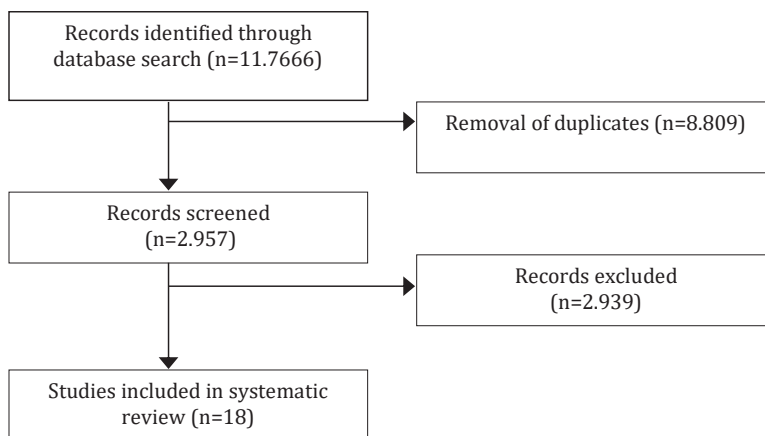 Records identified through
database search (n=11.7666)
Removal of duplicates (n=8.809)
Records screened
(n=2.957)
Records excluded
(n=2.939)
Studies included in systematic
review (n=18)